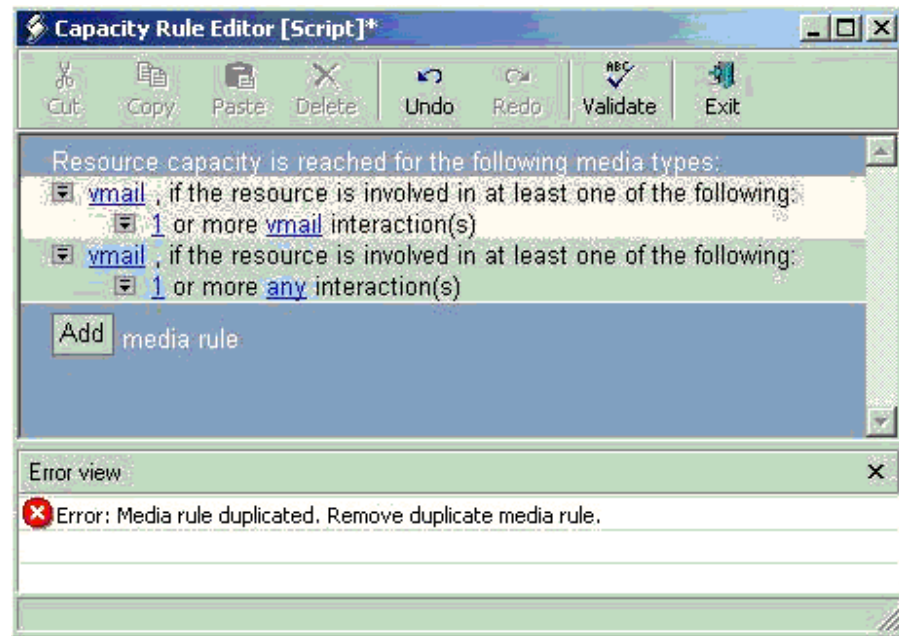 Capacity Rule Editor [Script]*
Cut Copy Paste Delete Undo Redo ABC Validate Exit
Resource capacity is reached for the following media types:
vmail , if the resource is involved in at least one of the following:
1 or more vmail interaction(s)
vmail , if the resource is involved in at least one of the following:
1 or more any interaction(s)
Add media rule
Error view
Error: Media rule duplicated. Remove duplicate media rule.